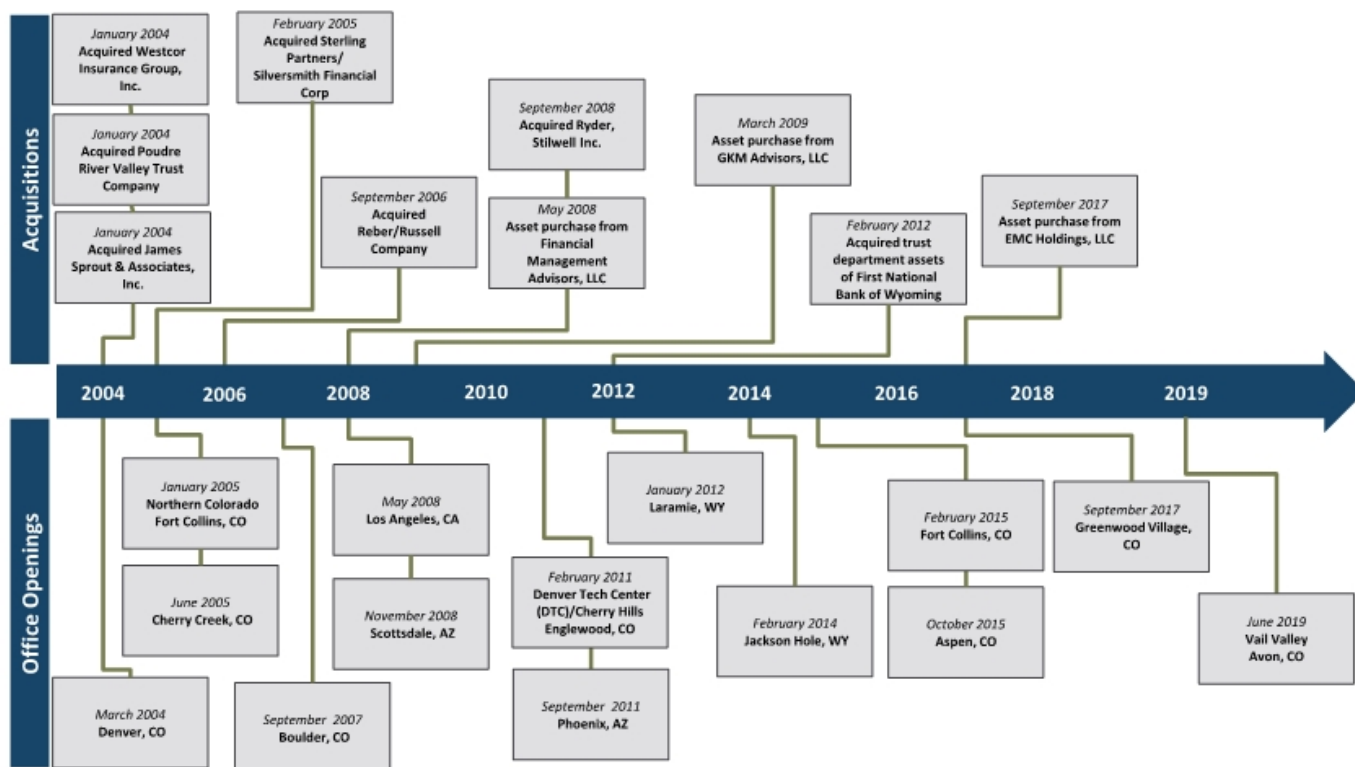 Acquisitions
January 2004
Acquired Westcor
Insurance Group,
Inc.
January 2004
Acquired Poudre
River Valley Trust
Company
January 2004
Acquired James
Sprout & Associates,
Inc.
February 2005
Acquired Sterling
Partners/
Silversmith Financial
Corp
September 2006
Acquired
Reber/Russell
Company
September 2008
Acquired Ryder,
Stilwell Inc.
May 2008
Asset purchase from
Financial
Management
Advisors, LLC
March 2009
Asset purchase from
GKM Advisors, LLC
February 2012
Acquired trust
department assets
of First National
Bank of Wyoming
September 2017
Asset purchase from
EMC Holdings, LLC
2004 2006 2008 2010 2012 2014 2016 2018 2019
Office Openings
March 2004
Denver, CO
January 2005
Northern Colorado
Fort Collins, CO
June 2005
Cherry Creek, CO
September 2007
Boulder, CO
May 2008
Los Angeles, CA
November 2008
Scottsdale, AZ
February 2011
Denver Tech Center
(DTC)/Cherry Hills
Englewood, CO
September 2011
Phoenix, AZ
January 2012
Laramie, WY
February 2014
Jackson Hole, WY
February 2015
Fort Collins, CO
October 2015
Aspen, CO
September 2017
Greenwood Village,
CO
June 2019
Vail Valley
Avon, CO